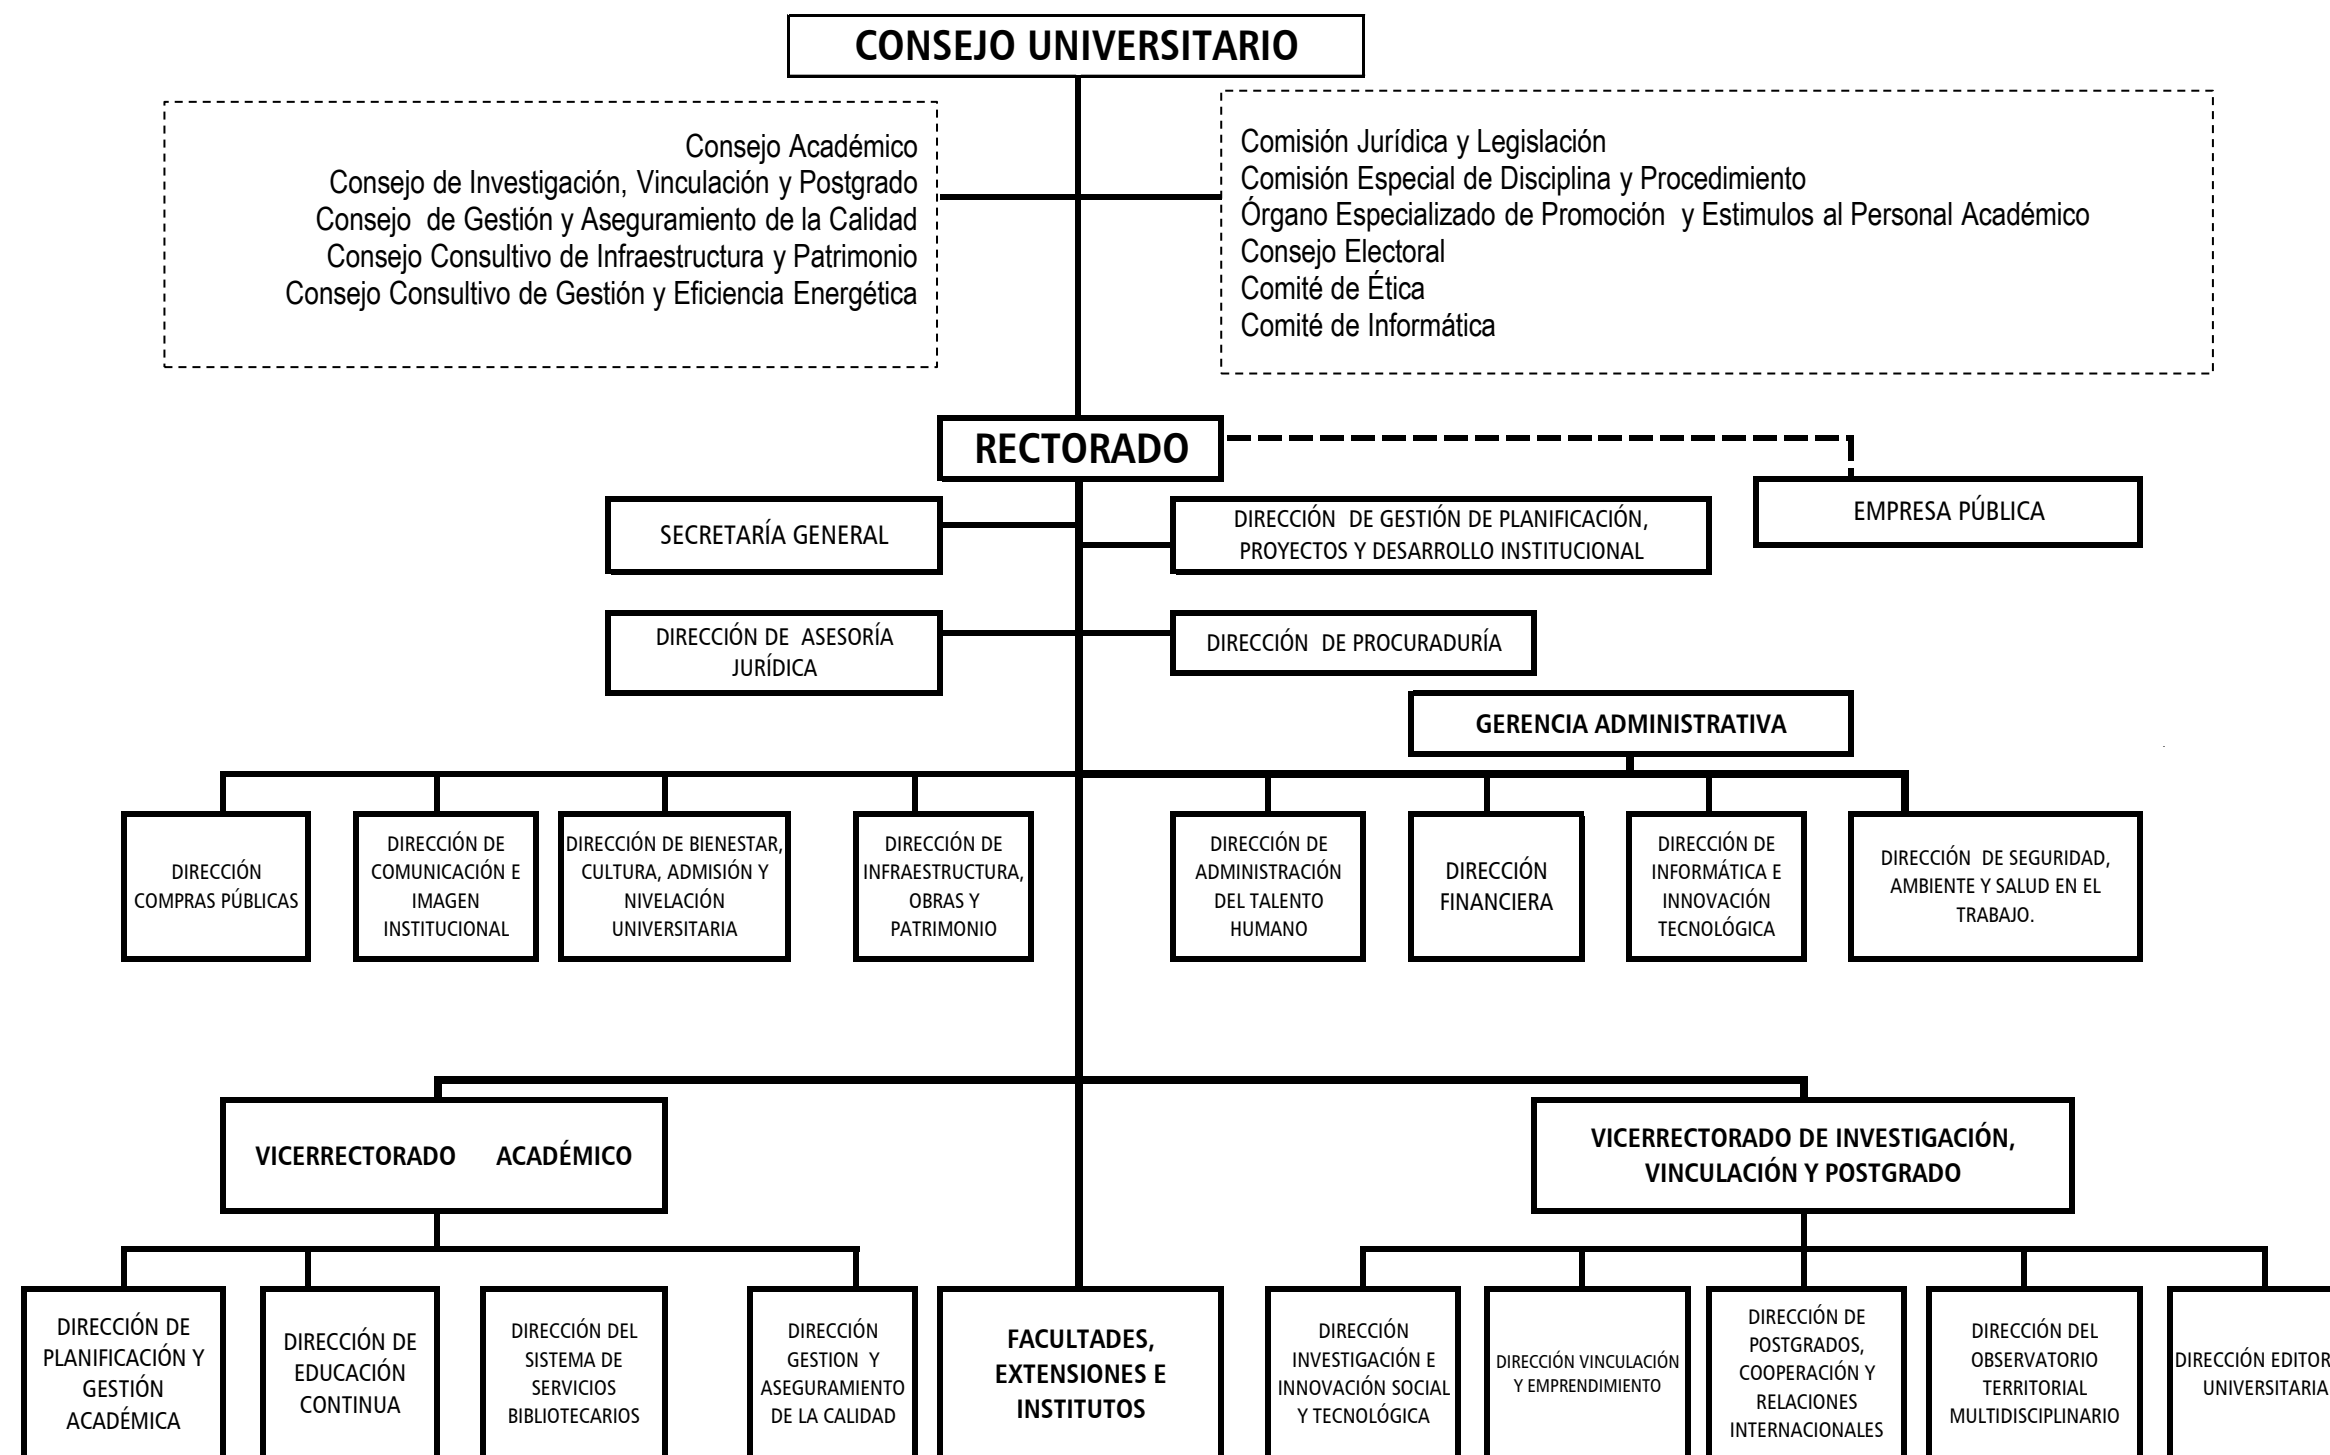 CONSEJO UNIVERSITARIO
Consejo Académico
Consejo de Investigación, Vinculación y Postgrado
Consejo de Gestión y Aseguramiento de la Calidad
Consejo Consultivo de Infraestructura y Patrimonio
Consejo Consultivo de Gestión y Eficiencia Energética
Comisión Jurídica y Legislación
Comisión Especial de Disciplina y Procedimiento
Órgano Especializado de Promoción y Estimulos al Personal Académico
Consejo Electoral
Comité de Ética
Comité de Informática
RECTORADO
EMPRESA PÚBLICA
SECRETARÍA GENERAL
DIRECCIÓN DE GESTIÓN DE PLANIFICACIÓN,
PROYECTOS Y DESARROLLO INSTITUCIONAL
DIRECCIÓN DE ASESORÍA
JURÍDICA
DIRECCIÓN DE PROCURADURÍA
GERENCIA ADMINISTRATIVA
DIRECCIÓN
COMPRAS PÚBLICAS
DIRECCIÓN DE
COMUNICACIÓN E
IMAGEN
INSTITUCIONAL
DIRECCIÓN DE BIENESTAR,
CULTURA, ADMISIÓN Y
NIVELACIÓN
UNIVERSITARIA
DIRECCIÓN DE
INFRAESTRUCTURA,
OBRAS Y
PATRIMONIO
DIRECCIÓN DE
ADMINISTRACIÓN
DEL TALENTO
HUMANO
DIRECCIÓN
FINANCIERA
DIRECCIÓN DE
INFORMÁTICA E
INNOVACIÓN
TECNOLÓGICA
DIRECCIÓN DE SEGURIDAD,
AMBIENTE Y SALUD EN EL
TRABAJO.
VICERRECTORADO ACADÉMICO
VICERRECTORADO DE INVESTIGACIÓN,
VINCULACIÓN Y POSTGRADO
DIRECCIÓN DE
PLANIFICACIÓN Y
GESTIÓN
ACADÉMICA
DIRECCIÓN DE
EDUCACIÓN
CONTINUA
DIRECCIÓN DEL
SISTEMA DE
SERVICIOS
BIBLIOTECARIOS
DIRECCIÓN
GESTION Y
ASEGURAMIENTO
DE LA CALIDAD
FACULTADES,
EXTENSIONES E
INSTITUTOS
DIRECCIÓN
INVESTIGACIÓN E
INNOVACIÓN SOCIAL
Y TECNOLÓGICA
DIRECCIÓN VINCULACIÓN
Y EMPRENDIMIENTO
DIRECCIÓN DE
POSTGRADOS,
COOPERACIÓN Y
RELACIONES
INTERNACIONALES
DIRECCIÓN DEL
OBSERVATORIO
TERRITORIAL
MULTIDISCIPLINARIO
DIRECCIÓN
UNIVERSITARIA